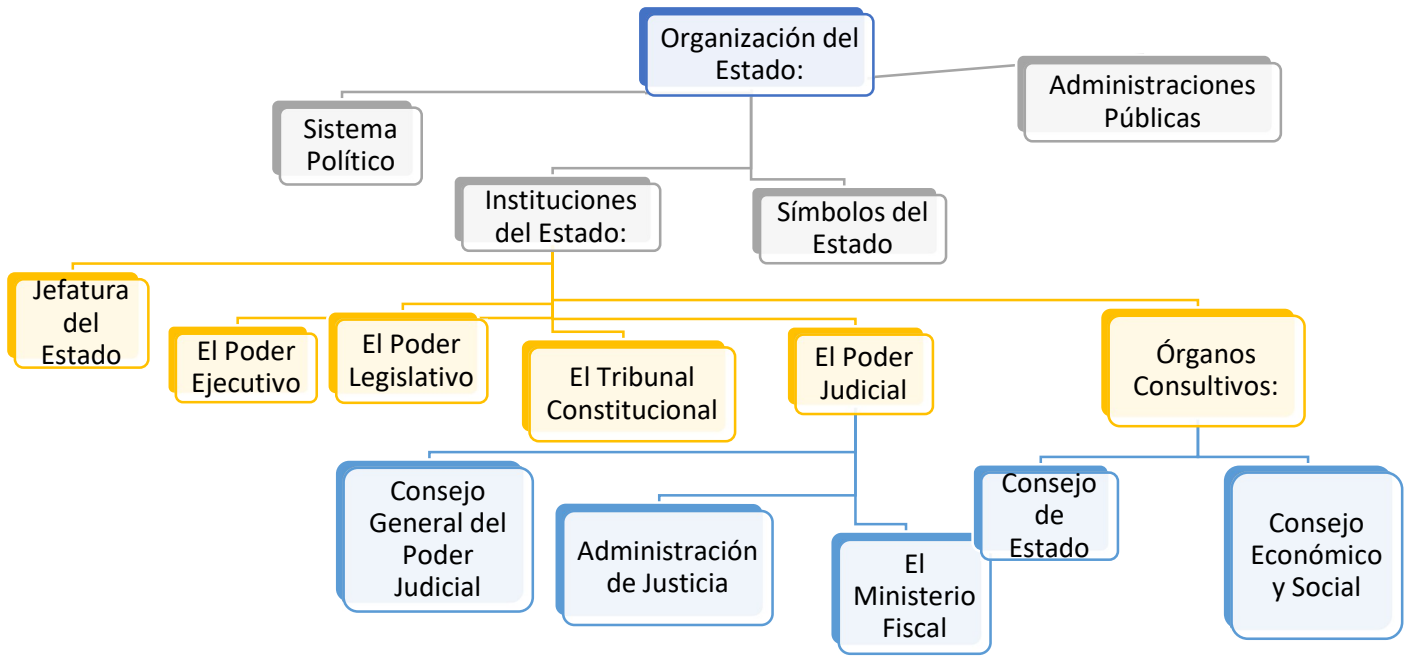 Organización del
Estado:
Administraciones
Públicas
Sistema
Político
Instituciones
del Estado:
Símbolos del
Estado
Jefatura
del
Estado
El Poder
Ejecutivo
El Poder
Legislativo
El Tribunal
Constitucional
El Poder
Judicial
Órganos
Consultivos:
Consejo
General del
Poder
Judicial
Administración
de Justicia
El
Ministerio
Fiscal
Consejo
de
Estado
Consejo
Económico
y Social